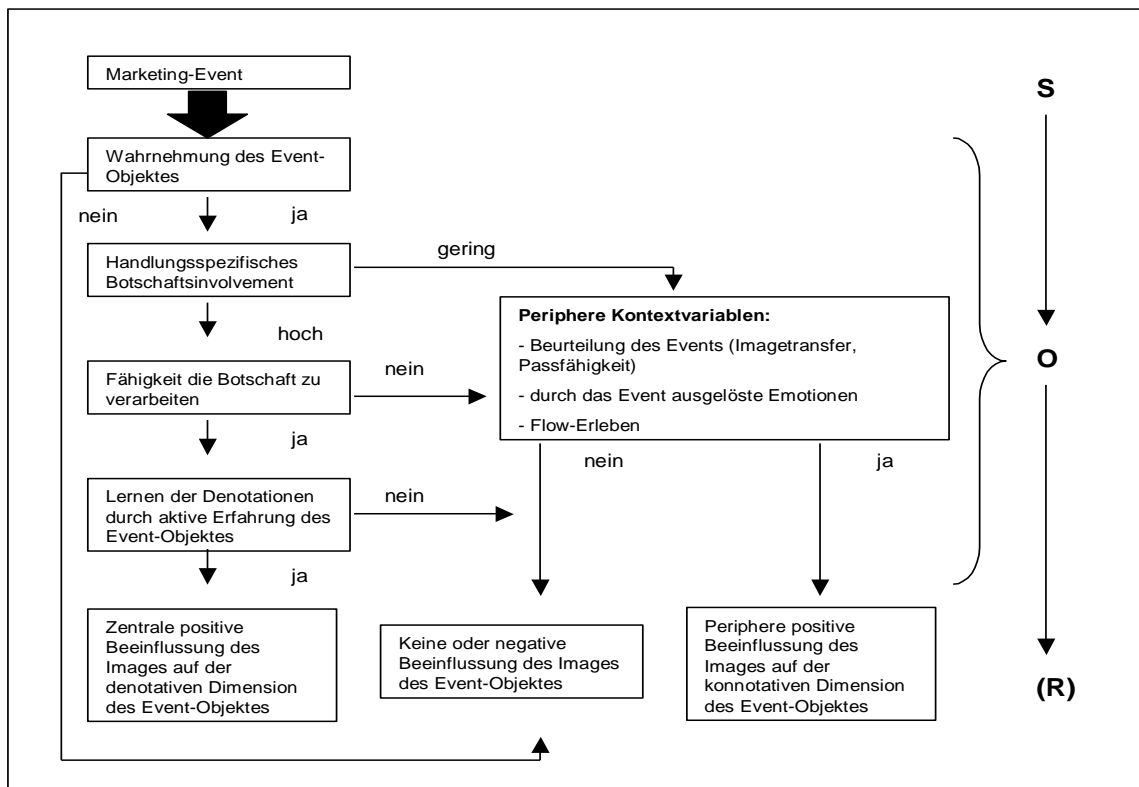 Marketing-Event
S
Wahrnehmung des Event-
Objektes
nein
ja
gering
Handlungsspezifisches
Botschaftsinvolvement
hoch
Periphere Kontextvariablen:
- Beurteilung des Events (Imagetransfer,
Passfähigkeit)
- durch das Event ausgelöste Emotionen
- Flow-Erleben
O
Fähigkeit die Botschaft zu
verarbeiten
nein
ja
nein
ja
Lernen der Denotationen
durch aktive Erfahrung des
Event-Objektes
nein
ja
Zentrale positive
Beeinflussung des
Images auf der
denotativen Dimension
des Event-Objektes
Keine oder negative
Beeinflussung des Images
des Event-Objektes
Periphere positive
Beeinflussung des
Images auf der
konnotativen Dimension
des Event-Objektes
(R)